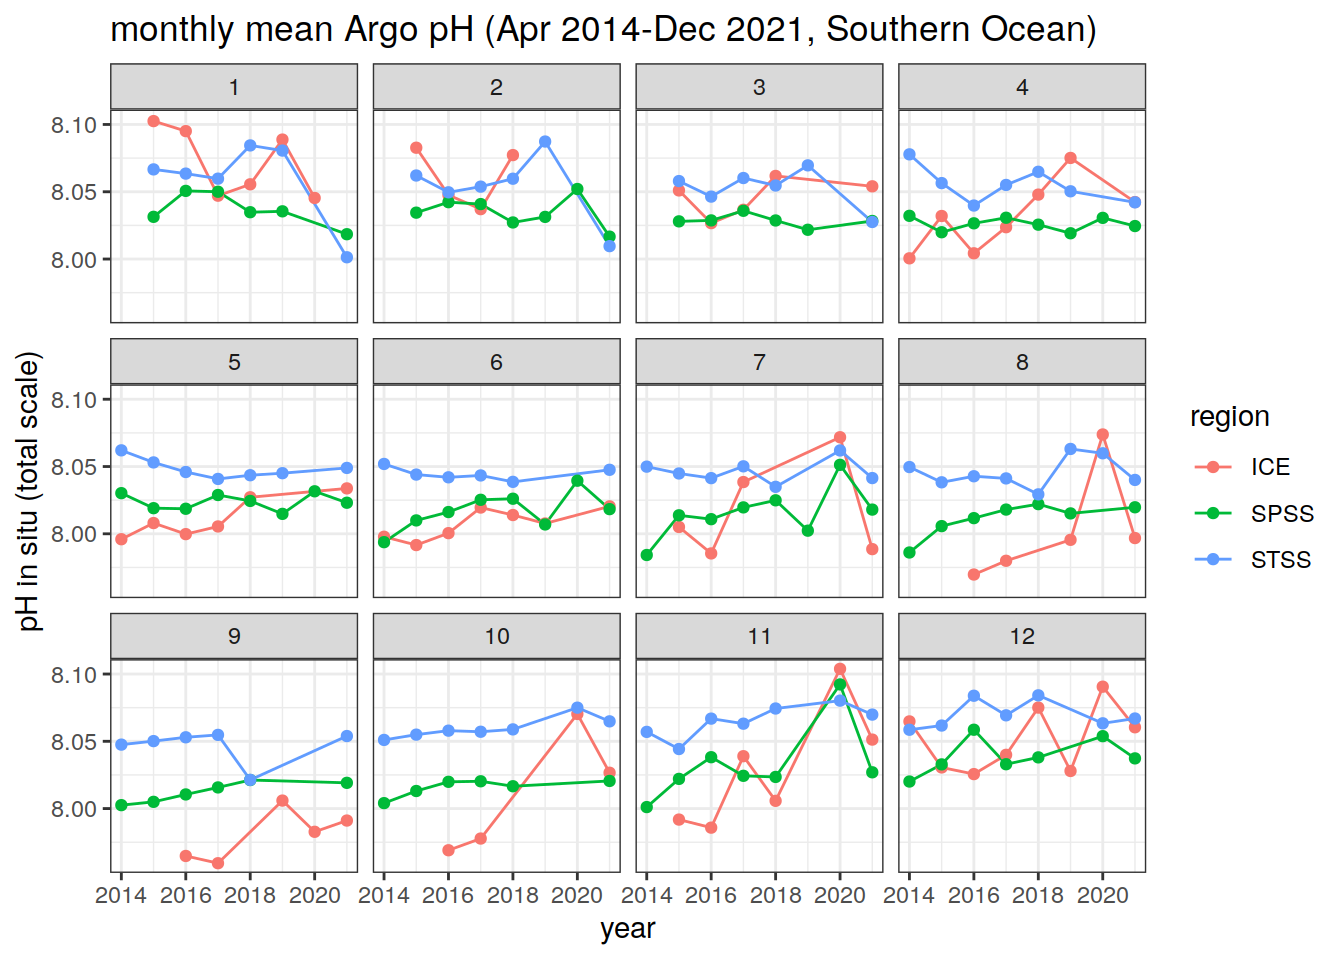 monthly mean Argo pH (Apr 2014-Dec 2021, Southern Ocean)
1 2 3 4
8.10
8.05
8.00
5 6 7 8
8.10
8.05
8.00
9 10 11 12
8.10
8.05
8.00
2014 2016 2018 2020 2014 2016 2018 2020 2014 2016 2018 2020 2014 2016 2018 2020
year
pH in situ (total scale)
region
ICE
SPSS
STSS